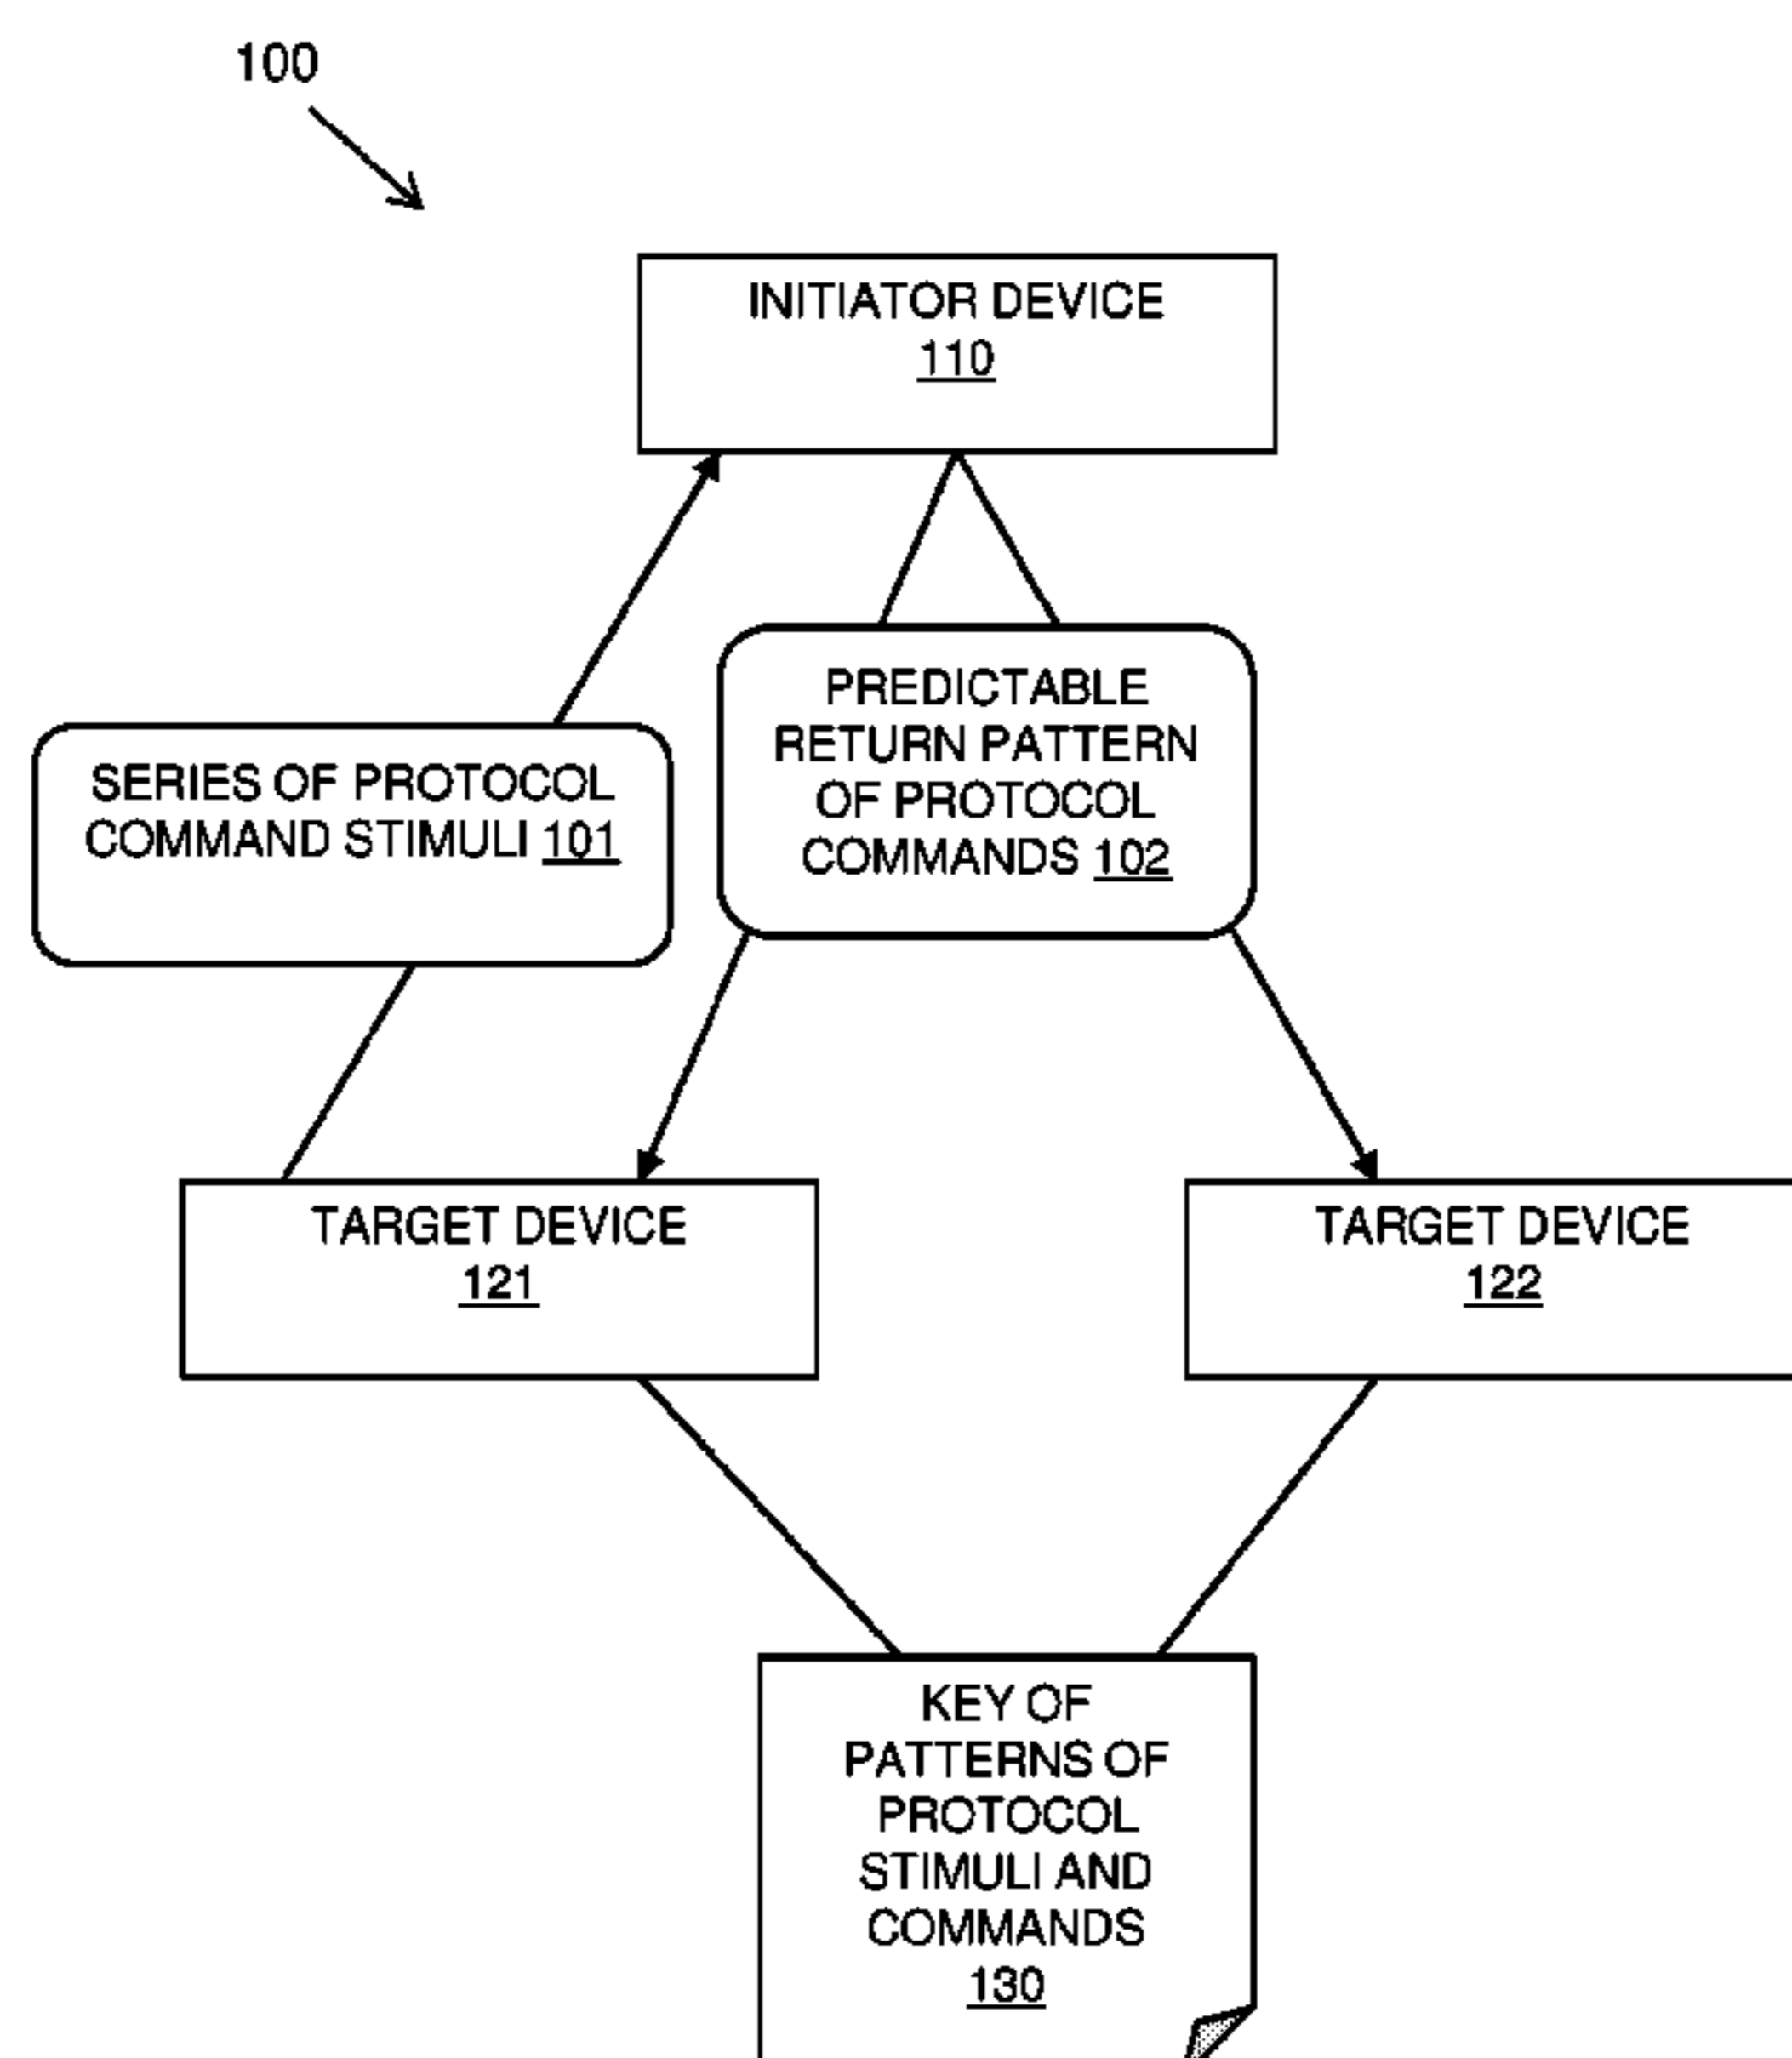 100
INITIATOR DEVICE
110
PREDICTABLE
RETURN PATTERN
OF PROTOCOL
COMMANDS 102
SERIES OF PROTOCOL
COMMAND STIMULI 101
TARGET DEVICE
121
TARGET DEVICE
122
KEY OF
PATTERNS OF
PROTOCOL
STIMULI AND
COMMANDS
130